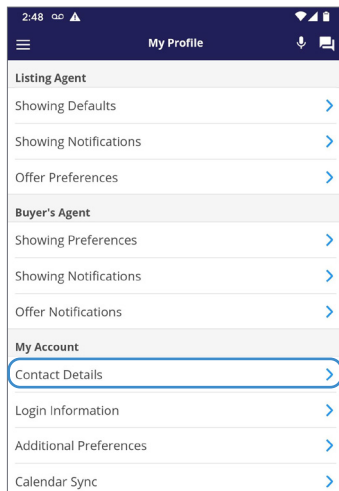 2:48
My Profile
Listing Agent
Showing Defaults
Showing Notifications
Offer Preferences
Buyer's Agent
Showing Preferences
Showing Notifications
Offer Notifications
My Account
Contact Details
Login Information
Additional Preferences
Calendar Sync